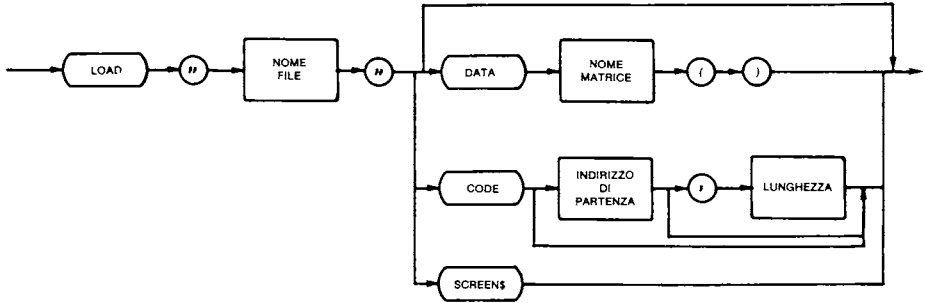 LOAD
"
NOME
FILE
"
DATA
NOME
MATRICE
(
)
CODE
INDIRIZZO
DI
PARTENZA
,
LUNGHEZZA
SCREEN$